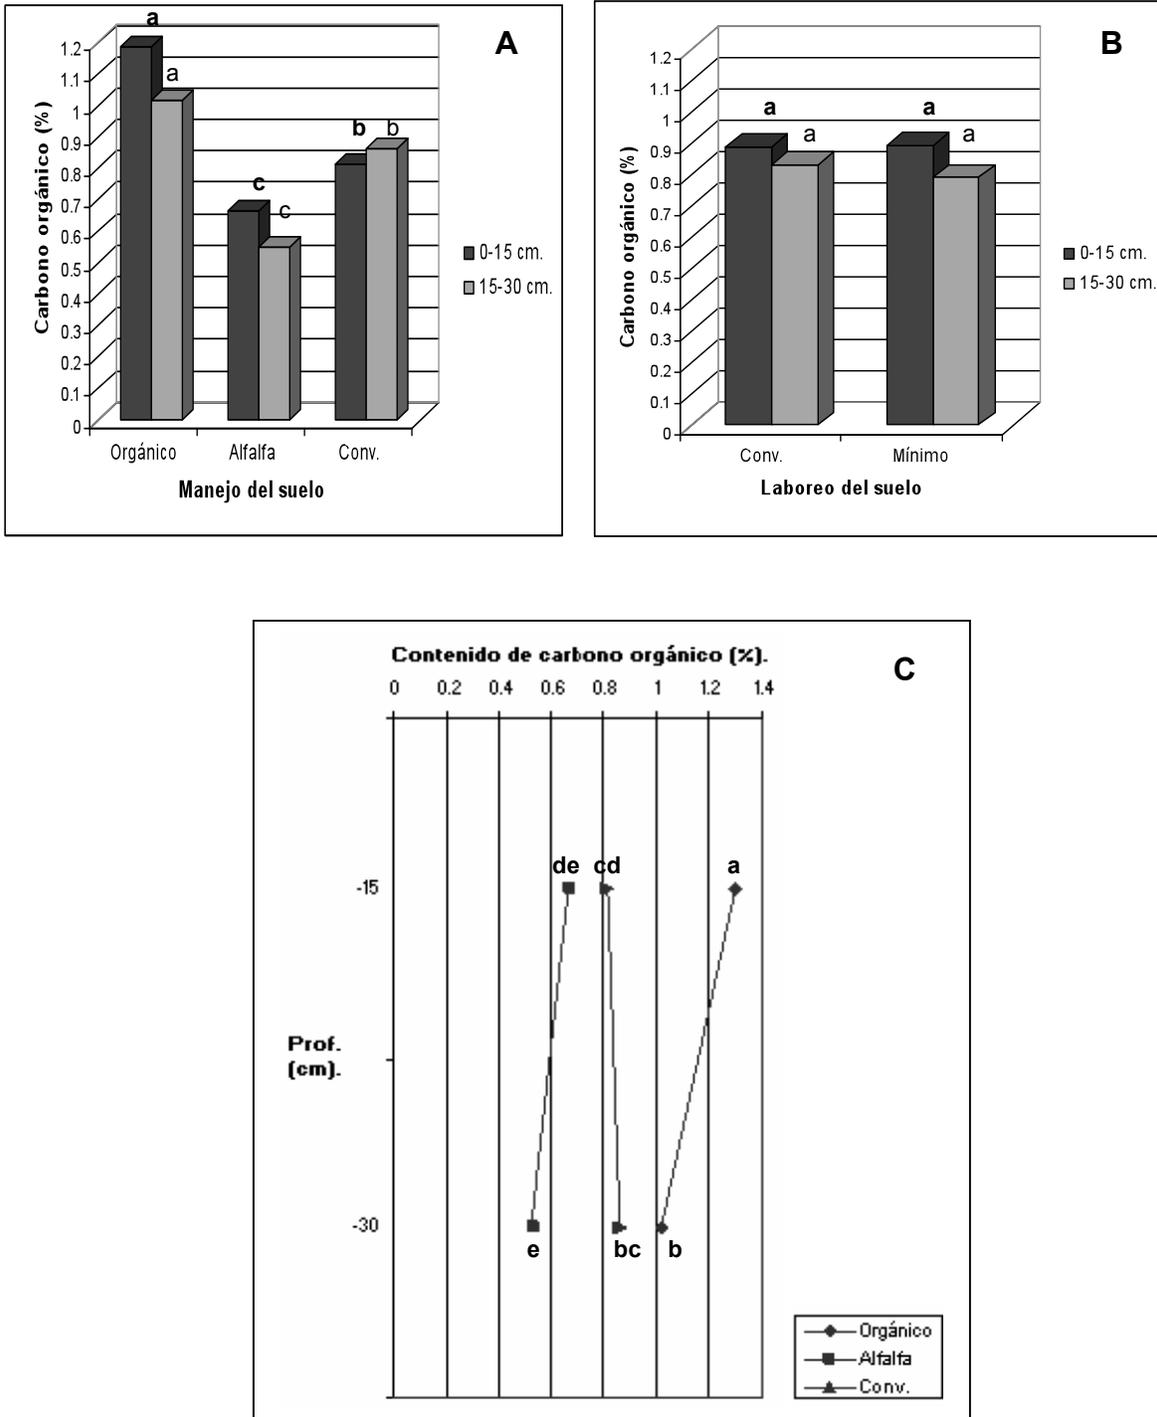 A
a
a
c
c
b b
1.2
1.1
1
0.9
0.8
0.7
0.6
0.5
0.4
0.3
0.2
0.1
0
Carbono orgánico (%)
Orgánico Alfalfa Conv.
Manejo del suelo
0-15 cm.
15-30 cm.
B
a
a
a
a
1.2
1.1
1
0.9
0.8
0.7
0.6
0.5
0.4
0.3
0.2
0.1
0
Carbono orgánico (%)
Conv. Mínimo
Laboreo del suelo
0-15 cm.
15-30 cm.
Contenido de carbono orgánico (%).
C
0 0.2 0.4 0.6 0.8 1 1.2 1.4
de cd a
-15
Prof.
(cm).
-30
e bc b
Orgánico
Alfalfa
Conv.